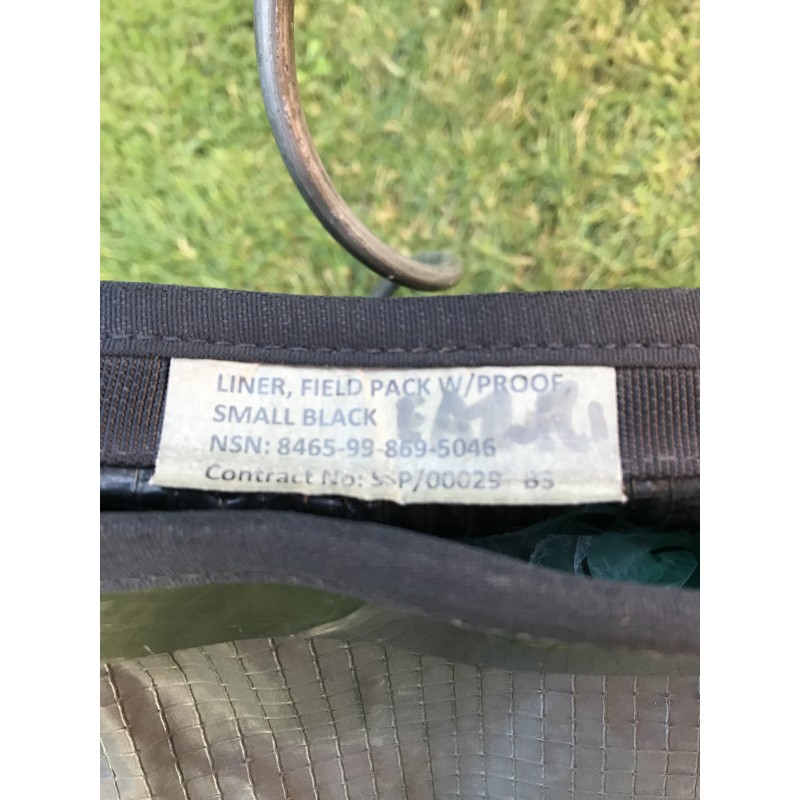 LINER, FIELD PACK W/PROOF,
SMALL BLACK
NSN: 8465-99-869-5046
Contract No: